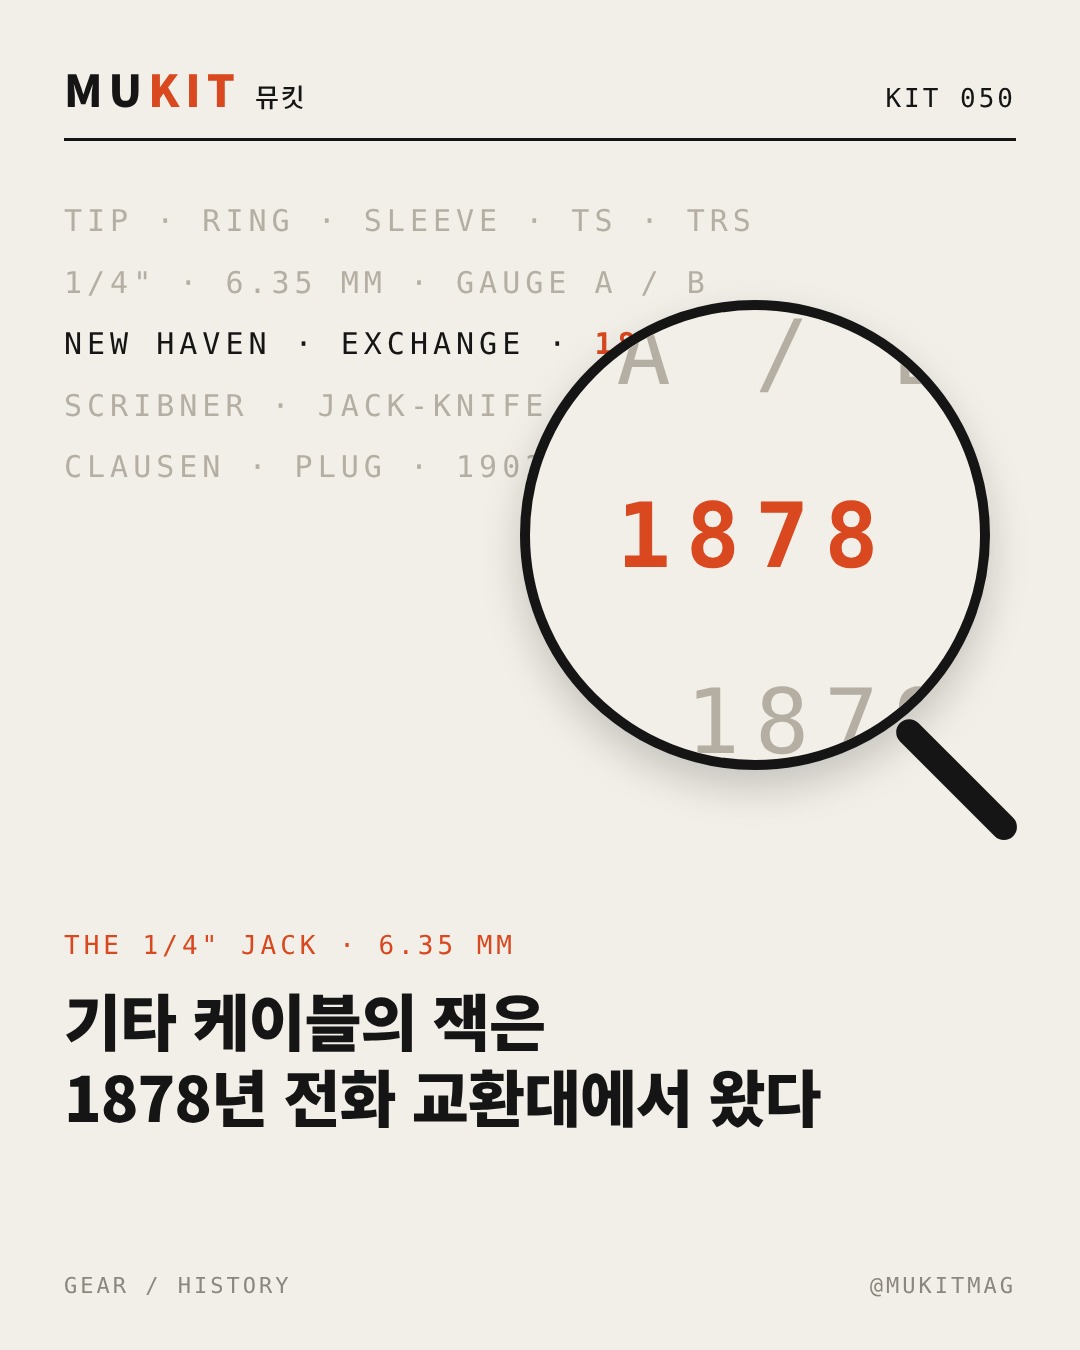 MUKIT 뮤킷
KIT 050
TIP · RING · SLEEVE · TS · TRS
1/4" · 6.35 MM · GAUGE A / B
NEW HAVEN · EXCHANGE ·
SCRIBNER · JACK-KNIFE
CLAUSEN · PLUG ·
A /
1878
THE 1/4" JACK · 6.35 MM
기타 케이블의 잭은
1878년 전화 교환대에서 왔다
GEAR / HISTORY
@MUKITMAG